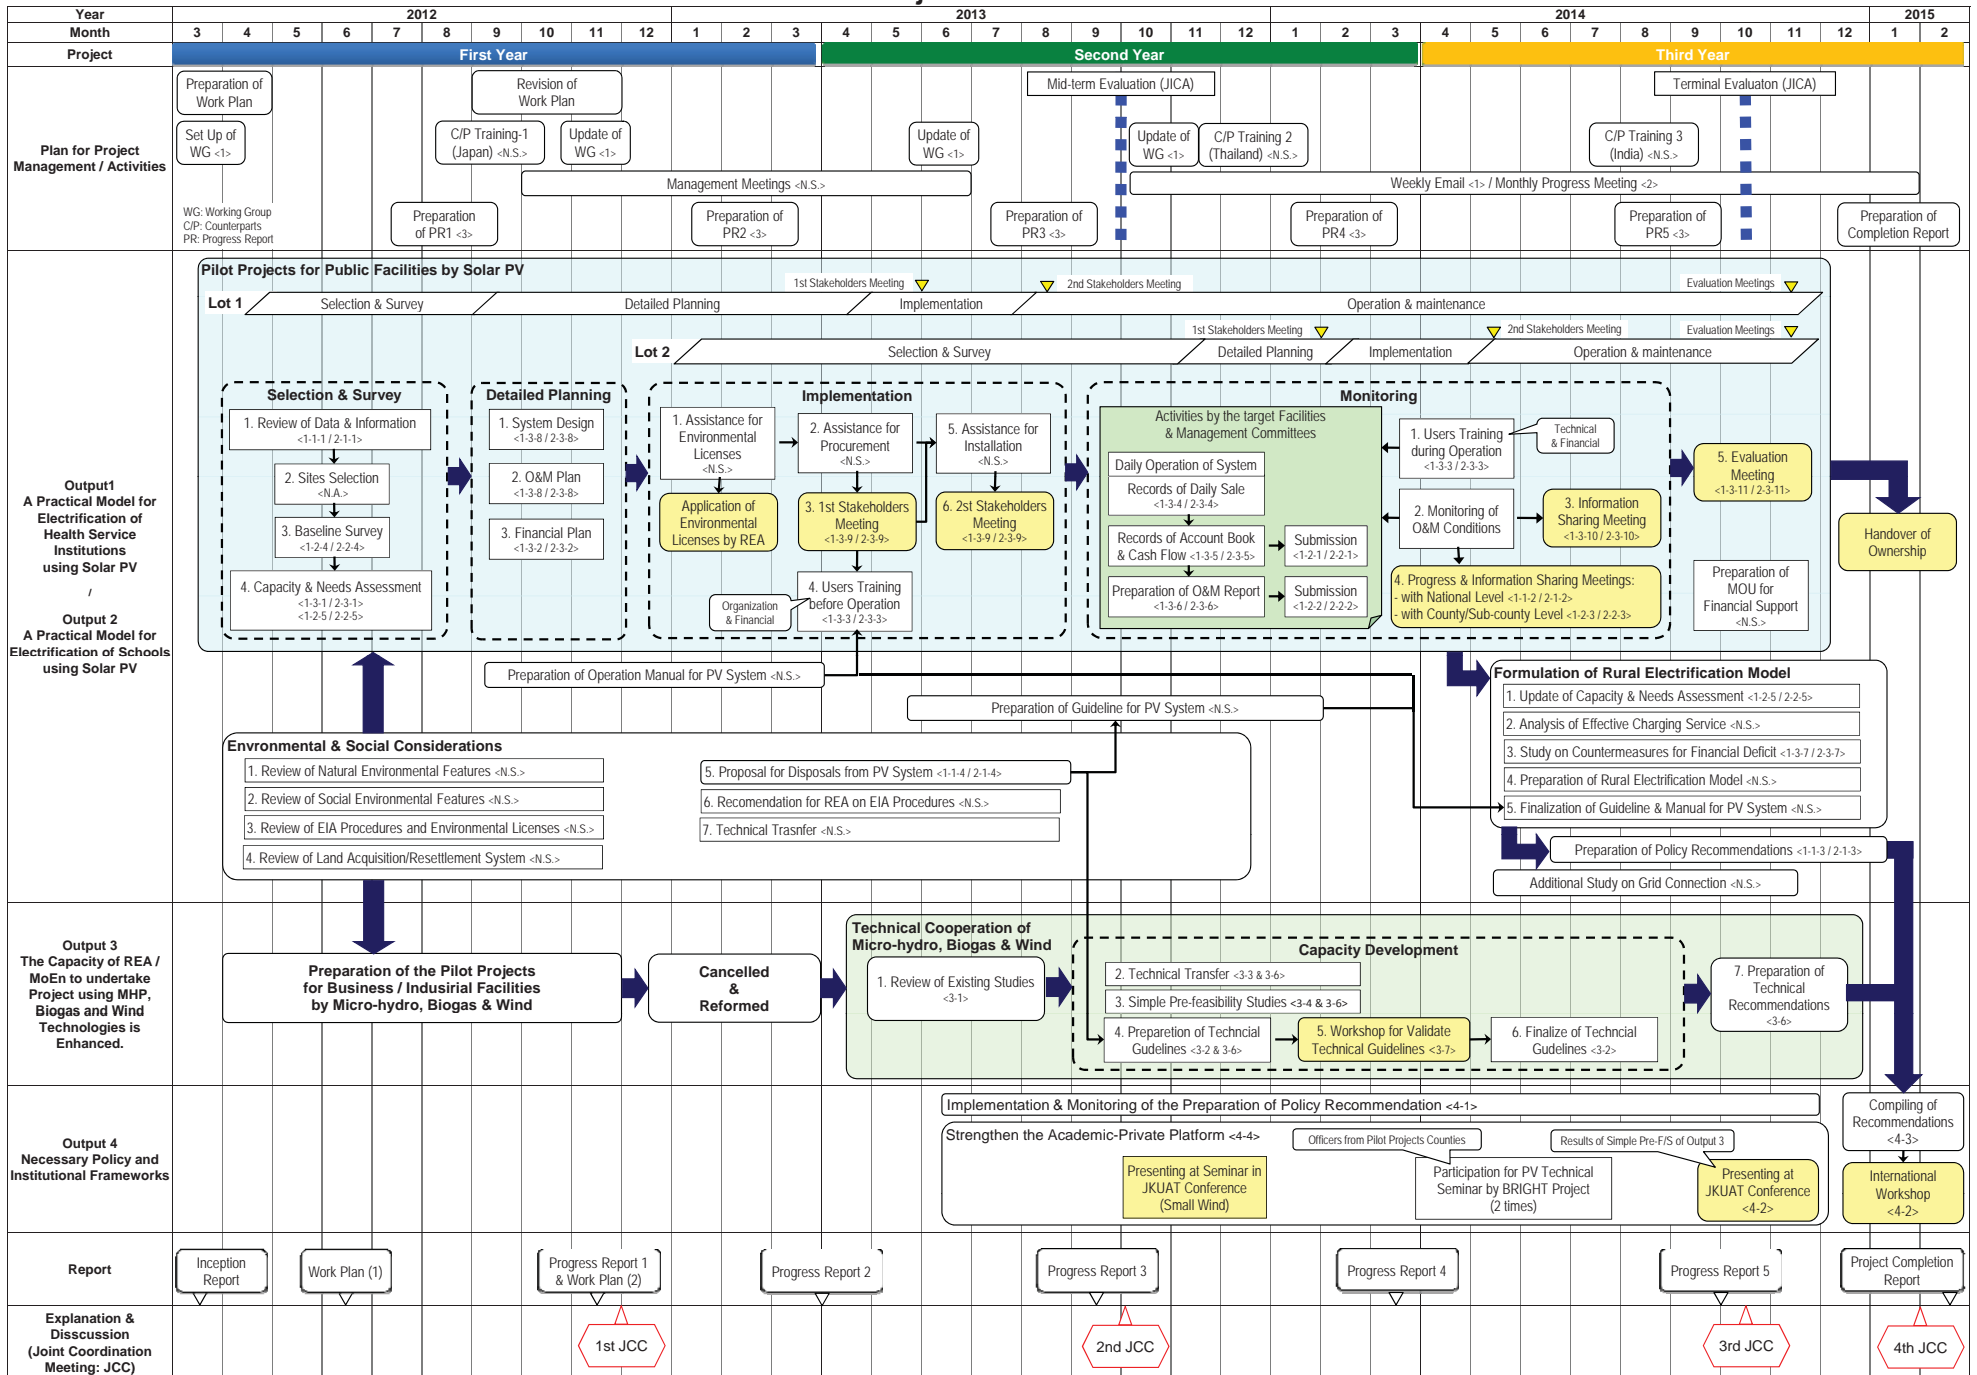 Year
2012
2013
2014
2015
Month
3 4 5 6 7 8 9 10 11 12 1 2 3 4 5 6 7 8 9 10 11 12 1 2 3 4 5 6 7 8 9 10 11 12 1 2
Project
First Year
Second Year
Third Year
Plan for Project
Management / Activities
Preparation of
Work Plan
Revision of
Work Plan
Mid-term Evaluation (JICA)
Terminal Evaluaton (JICA)
Set Up of
WG <1>
C/P Training-1
(Japan) <N.S.>
Update of
WG <1>
Update of
WG <1>
Update of
WG <1>
C/P Training 2
(Thailand) <N.S.>
C/P Training 3
(India) <N.S.>
Management Meetings <N.S.>
Weekly Email <1> / Monthly Progress Meeting <2>
WG: Working Group
C/P: Counterparts
PR: Progress Report
Preparation
of PR1 <3>
Preparation of
PR2 <3>
Preparation of
PR3 <3>
Preparation of
PR4 <3>
Preparation of
PR5 <3>
Preparation of
Completion Report
Output1
A Practical Model for
Electrification of
Health Service
Institutions
using Solar PV
/
Output 2
A Practical Model for
Electrification of Schools
using Solar PV
Pilot Projects for Public Facilities by Solar PV
1st Stakeholders Meeting
2nd Stakeholders Meeting
Evaluation Meetings
Lot 1
Selection & Survey
Detailed Planning
Implementation
Operation & maintenance
1st Stakeholders Meeting
2nd Stakeholders Meeting
Evaluation Meetings
Lot 2
Selection & Survey
Detailed Planning
Implementation
Operation & maintenance
Selection & Survey
1. Review of Data & Information
<1-1-1 / 2-1-1>
2. Sites Selection
<N.A.>
3. Baseline Survey
<1-2-4 / 2-2-4>
4. Capacity & Needs Assessment
<1-3-1 / 2-3-1>
<1-2-5 / 2-2-5>
Detailed Planning
1. System Design
<1-3-8 / 2-3-8>
2. O&M Plan
<1-3-8 / 2-3-8>
3. Financial Plan
<1-3-2 / 2-3-2>
Implementation
1. Assistance for
Environmental
Licenses
<N.S.>
Application of
Environmental
Licenses by REA
2. Assistance for
Procurement
<N.S.>
3. 1st Stakeholders
Meeting
<1-3-9 / 2-3-9>
Organization
& Financial
4. Users Training
before Operation
<1-3-3 / 2-3-3>
5. Assistance for
Installation
<N.S.>
6. 2st Stakeholders
Meeting
<1-3-9 / 2-3-9>
Monitoring
Activities by the target Facilities
& Management Committees
Daily Operation of System
Records of Daily Sale
<1-3-4 / 2-3-4>
Records of Account Book
& Cash Flow <1-3-5 / 2-3-5>
Submission
<1-2-1 / 2-2-1>
Preparation of O&M Report
<1-3-6 / 2-3-6>
Submission
<1-2-2 / 2-2-2>
1. Users Training
during Operation
<1-3-3 / 2-3-3>
Technical
& Financial
2. Monitoring of
O&M Conditions
3. Information
Sharing Meeting
<1-3-10 / 2-3-10>
4. Progress & Information Sharing Meetings:
- with National Level <1-1-2 / 2-1-2>
- with County/Sub-county Level <1-2-3 / 2-2-3>
5. Evaluation
Meeting
<1-3-11 / 2-3-11>
Preparation of
MOU for
Financial Support
<N.S.>
Handover of
Ownership
Preparation of Operation Manual for PV System <N.S.>
Preparation of Guideline for PV System <N.S.>
Environmental & Social Considerations
1. Review of Natural Environmental Features <N.S.>
2. Review of Social Environmental Features <N.S.>
3. Review of EIA Procedures and Environmental Licenses <N.S.>
4. Review of Land Acquisition/Resettlement System <N.S.>
5. Proposal for Disposals from PV System <1-1-4 / 2-1-4>
6. Recomendation for REA on EIA Procedures <N.S.>
7. Technical Trasnfer <N.S.>
Formulation of Rural Electrification Model
1. Update of Capacity & Needs Assessment <1-2-5 / 2-2-5>
2. Analysis of Effective Charging Service <N.S.>
3. Study on Countermeasures for Financial Deficit <1-3-7 / 2-3-7>
4. Preparation of Rural Electrification Model <N.S.>
5. Finalization of Guideline & Manual for PV System <N.S.>
Preparation of Policy Recommendations <1-1-3 / 2-1-3>
Additional Study on Grid Connection <N.S.>
Output 3
The Capacity of REA /
MoEn to undertake
Project using MHP,
Biogas and Wind
Technologies is
Enhanced.
Preparation of the Pilot Projects
for Business / Indusirial Facilities
by Micro-hydro, Biogas & Wind
Cancelled
&
Reformed
Technical Cooperation of
Micro-hydro, Biogas & Wind
1. Review of Existing Studies
<3-1>
Capacity Development
2. Technical Transfer <3-3 & 3-6>
3. Simple Pre-feasibility Studies <3-4 & 3-6>
4. Preparetion of Techncial
Gudelines <3-2 & 3-6>
5. Workshop for Validate
Technical Guidelines <3-7>
6. Finalize of Techncial
Gudelines <3-2>
7. Preparation of
Technical
Recommendations
<3-6>
Output 4
Necessary Policy and
Institutional Frameworks
Implementation & Monitoring of the Preparation of Policy Recommendation <4-1>
Strengthen the Academic-Private Platform <4-4>
Officers from Pilot Projects Counties
Results of Simple Pre-F/S of Output 3
Presenting at Seminar in
JKUAT Conference
(Small Wind)
Participation for PV Technical
Seminar by BRIGHT Project
(2 times)
Presenting at
JKUAT Conference
<4-2>
Compiling of
Recommendations
<4-3>
International
Workshop
<4-2>
Report
Inception
Report
Work Plan (1)
Progress Report 1
& Work Plan (2)
Progress Report 2
Progress Report 3
Progress Report 4
Progress Report 5
Project Completion
Report
Explanation &
Disscussion
(Joint Coordination
Meeting: JCC)
1st JCC
2nd JCC
3rd JCC
4th JCC